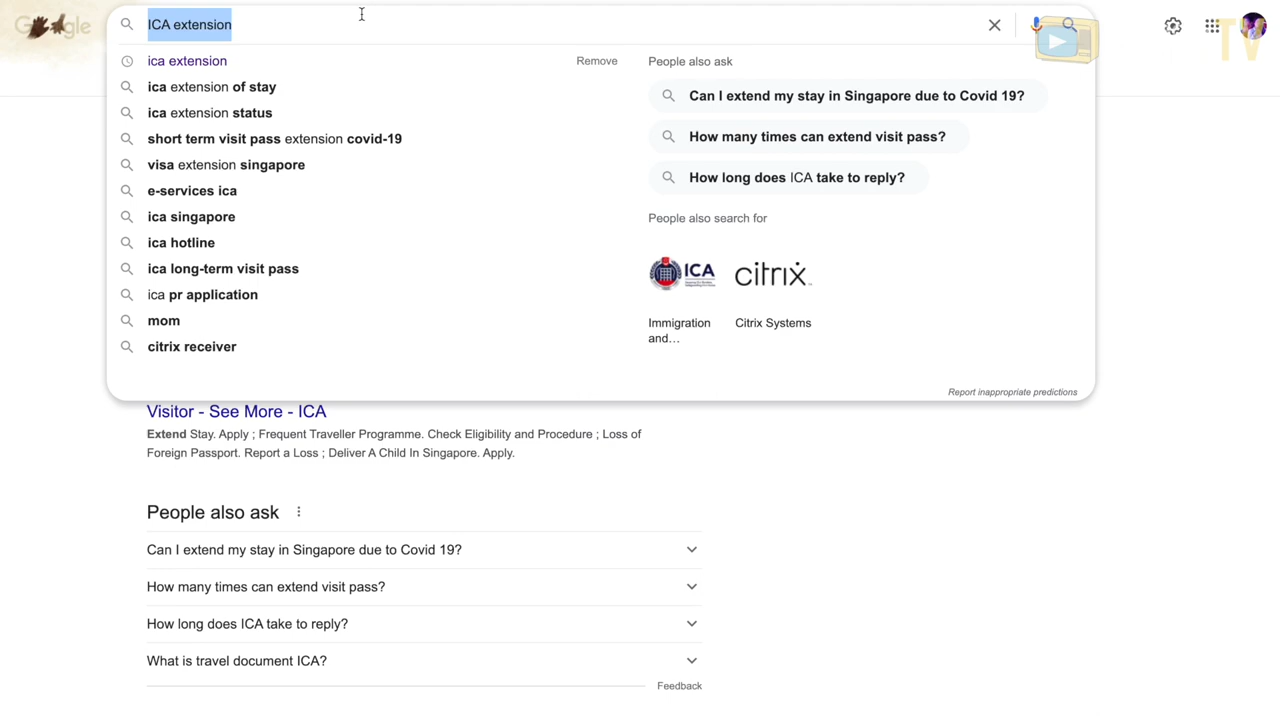 Google
ICA extension
TV
ica extension
Remove
ica extension of stay
ica extension status
short term visit pass extension covid-19
visa extension singapore
e-services ica
ica singapore
ica hotline
ica long-term visit pass
ica pr application
mom
citrix receiver
People also ask
Can I extend my stay in Singapore due to Covid 19?
How many times can extend visit pass?
How long does ICA take to reply?
People also search for
ICA
citrix
Immigration
and...
Citrix Systems
Report inappropriate predictions
Visitor - See More - ICA
Extend Stay. Apply ; Frequent Traveller Programme. Check Eligibility and Procedure ; Loss of
Foreign Passport. Report a Loss ; Deliver A Child In Singapore. Apply.
People also ask
Can I extend my stay in Singapore due to Covid 19?
How many times can extend visit pass?
How long does ICA take to reply?
What is travel document ICA?
Feedback